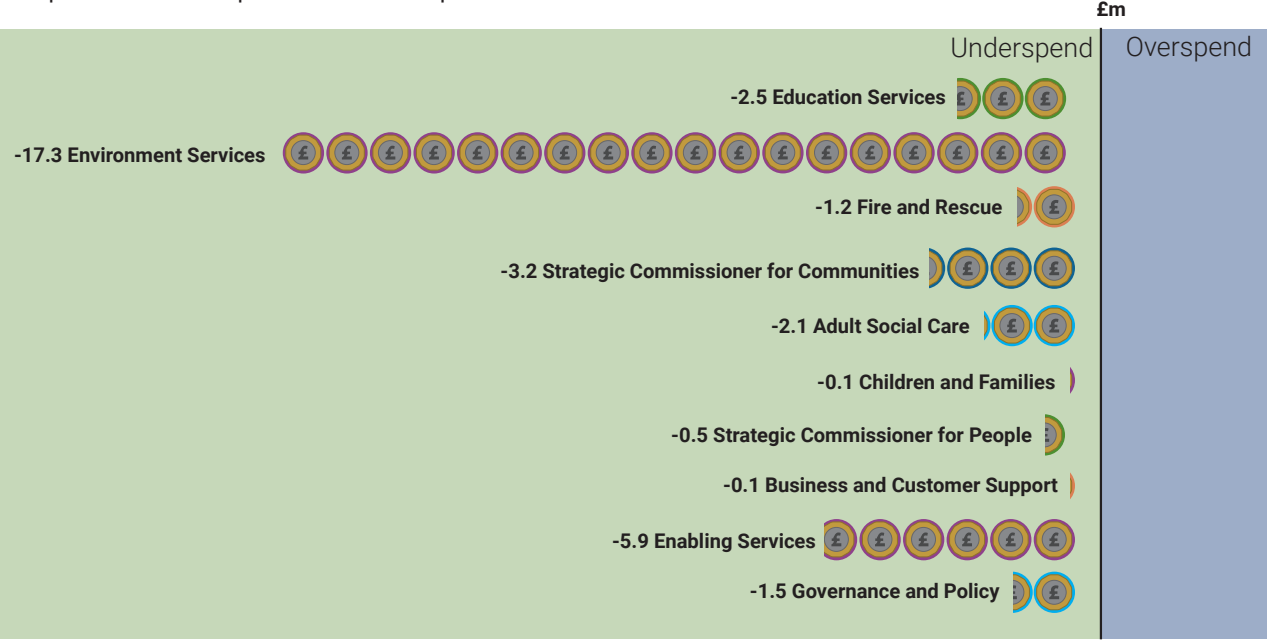 £m
Underspend
Overspend
-2.5 Education Services
-17.3 Environment Services
-1.2 Fire and Rescue
-3.2 Strategic Commissioner for Communities
-2.1 Adult Social Care
-0.1 Children and Families
-0.5 Strategic Commissioner for People
-0.1 Business and Customer Support
-5.9 Enabling Services
-1.5 Governance and Policy